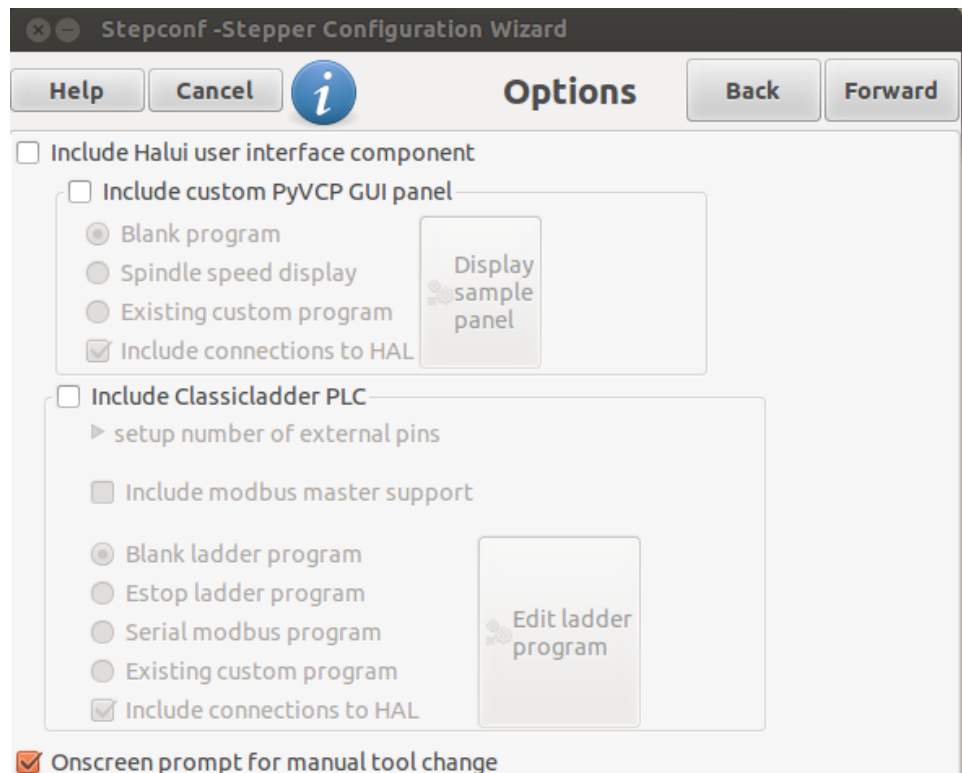 Stepconf -Stepper Configuration Wizard
Help Cancel i Options Back Forward
Include Halui user interface component
Include custom PyVCP GUI panel
Blank program
Spindle speed display
Existing custom program
Include connections to HAL
Display
sample
panel
Include Classicladder PLC
setup number of external pins
Include modbus master support
Blank ladder program
Estop ladder program
Serial modbus program
Existing custom program
Include connections to HAL
Edit ladder
program
Onscreen prompt for manual tool change